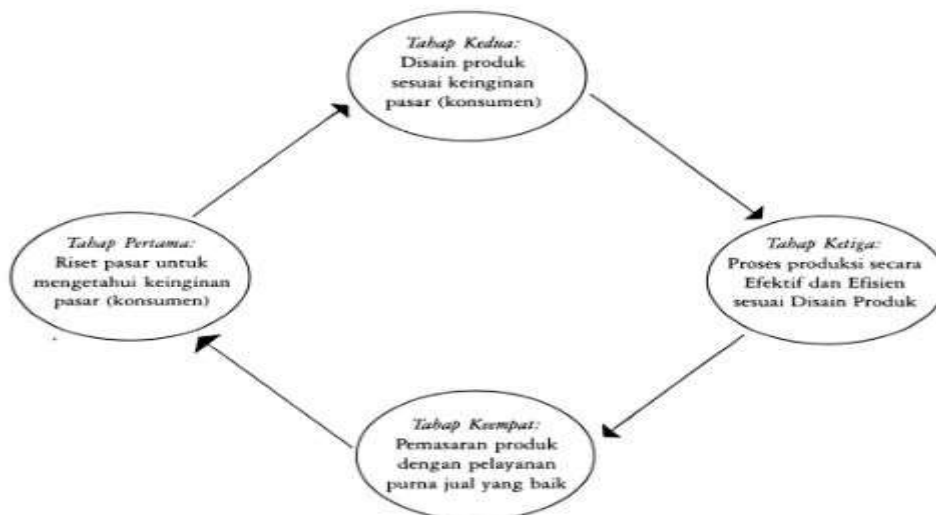 Tahap Kedua:
Disain produk
sesuai keinginan
pasar (konsumen)
Tahap Pertama:
Riset pasar untuk
mengetahui keinginan
pasar (konsumen)
Tahap Ketiga:
Proses produksi secara
Efektif dan Efisien
sesuai Disain Produk
Tahap Keempat:
Pemasaran produk
dengan pelayanan
purna jual yang baik